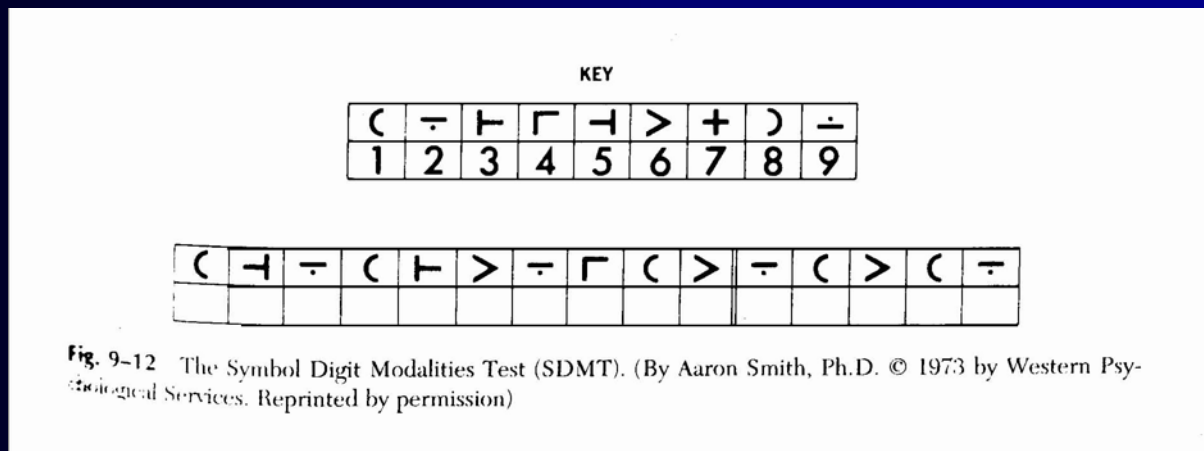 KEY
( ÷ ⊢ Γ ⊣ > + ) ∸
1 2 3 4 5 6 7 8 9
( ⊣ ( ⊢ > Γ ( > ( > (
Fig. 9–12 The Symbol Digit Modalities Test (SDMT). (By Aaron Smith, Ph.D. © 1973 by Western Psy-
chological Services. Reprinted by permission)